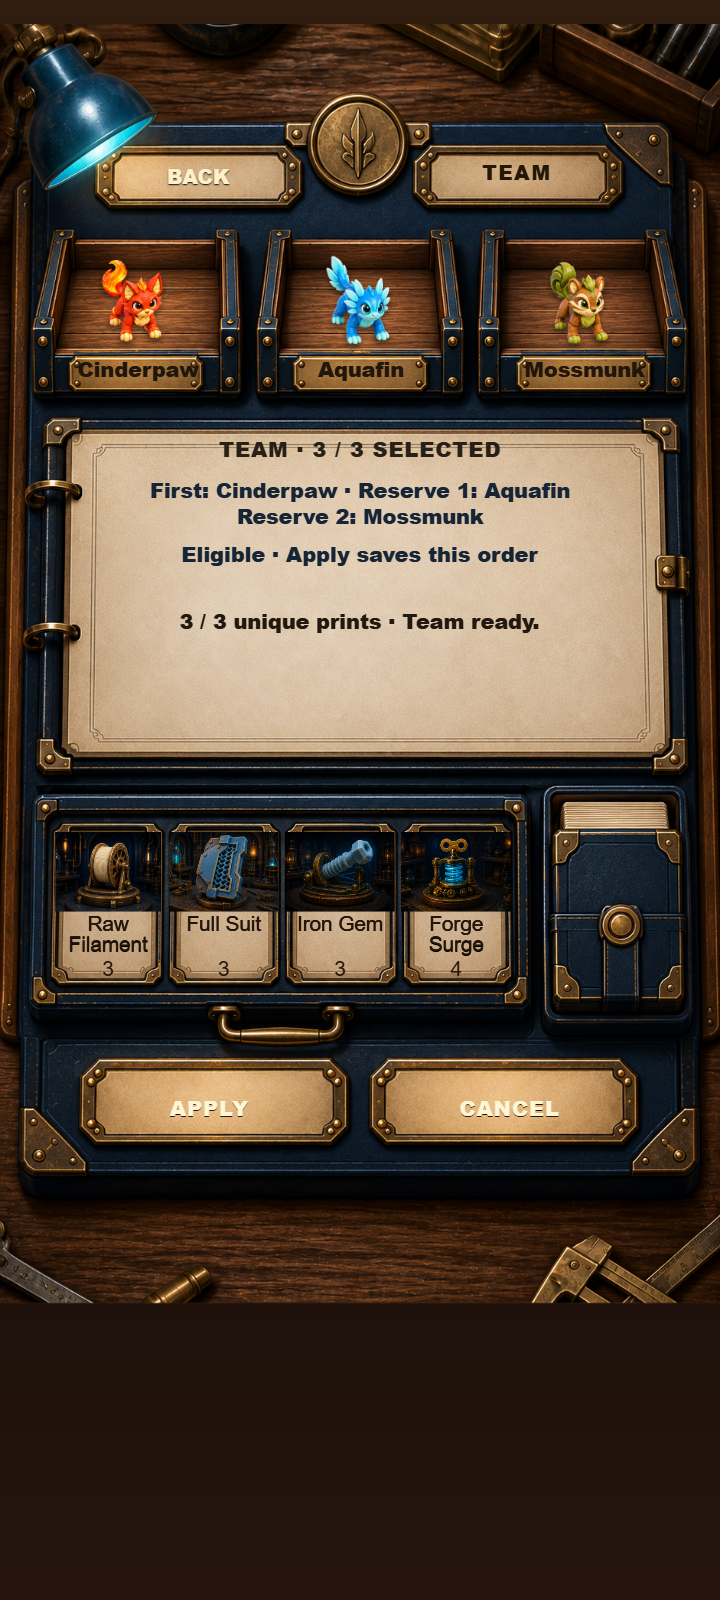 BACK
TEAM
Cinderpaw
Aquafin
Mossmunk
TEAM · 3 / 3 SELECTED
First: Cinderpaw · Reserve 1: Aquafin
Reserve 2: Mossmunk
Eligible · Apply saves this order
3 / 3 unique prints · Team ready.
Raw
Filament
3
Full Suit
3
Iron Gem
3
Forge
Surge
4
APPLY
CANCEL